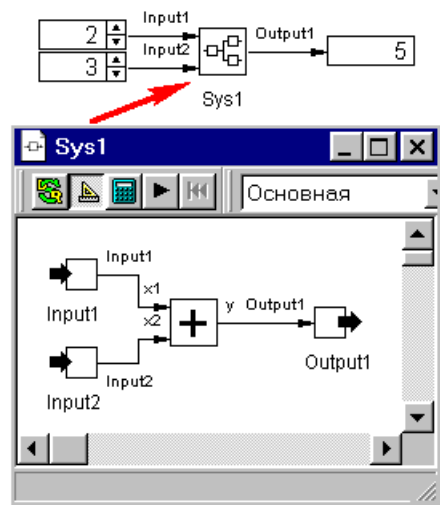 Input1
2
Output1
5
Input2
3
Sys1
Sys1
Основная
Input1
x1
Input1
y Output1
x2
Output1
Input2
Input2